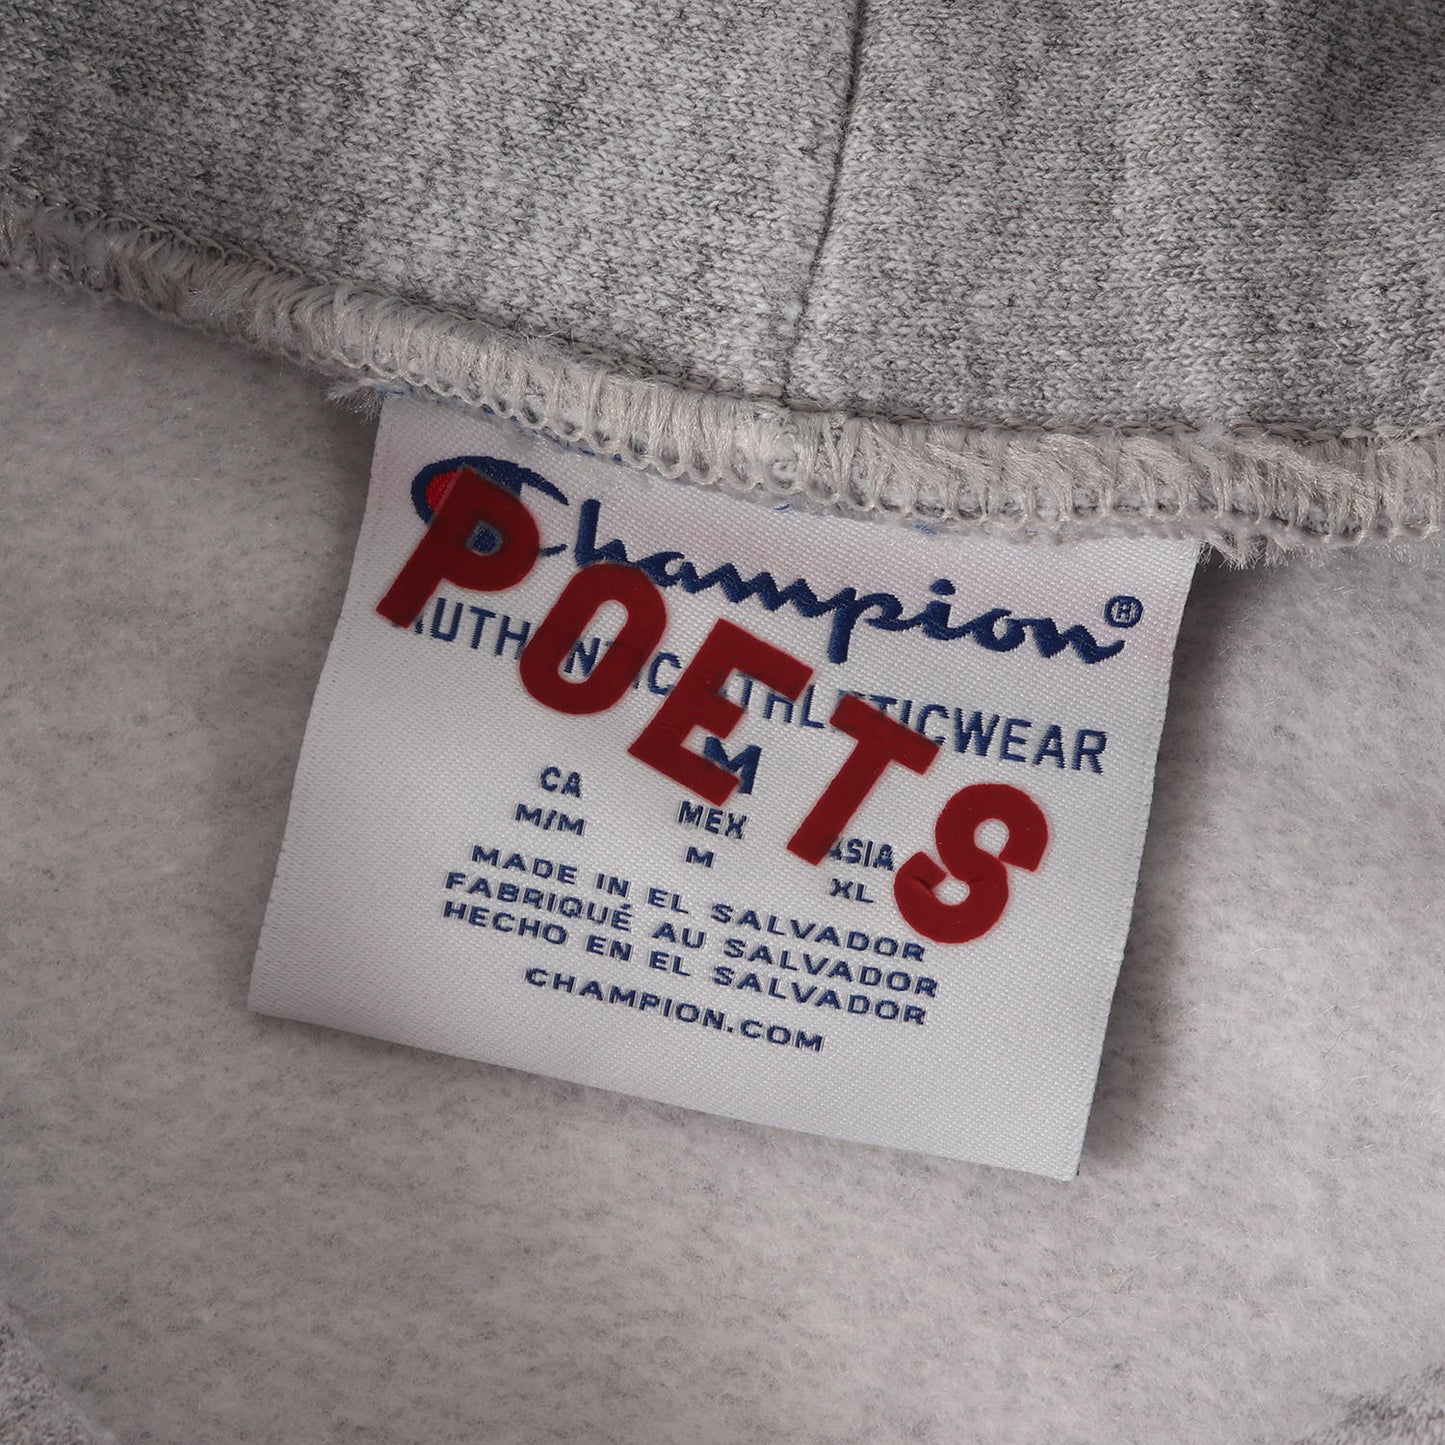 Champion®
POETS
AUTHENTIC ATHLETICWEAR
M
CA MEX ASIA
M/M M XL
MADE IN EL SALVADOR
FABRIQUÉ AU SALVADOR
HECHO EN EL SALVADOR
CHAMPION.COM